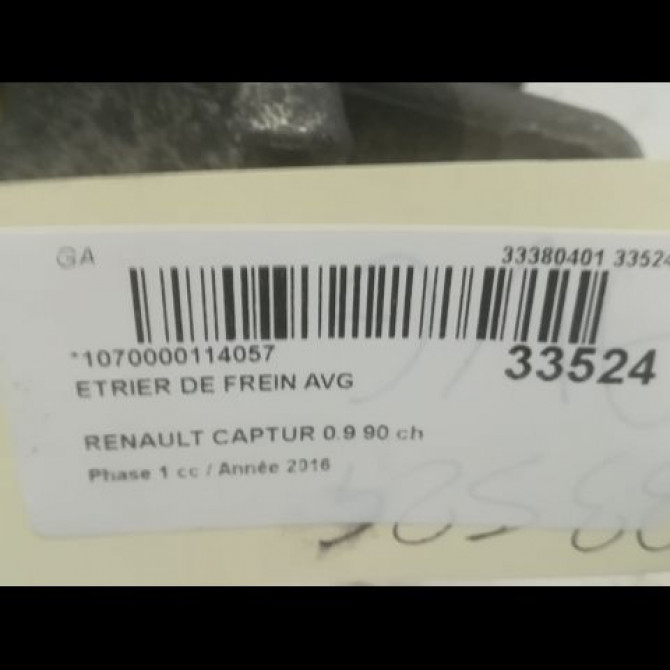 GA
33380401 33524
*1070000114057
33524
ETRIER DE FREIN AVG
RENAULT CAPTUR 0.9 90 ch
Phase 1 cc / Année 2016